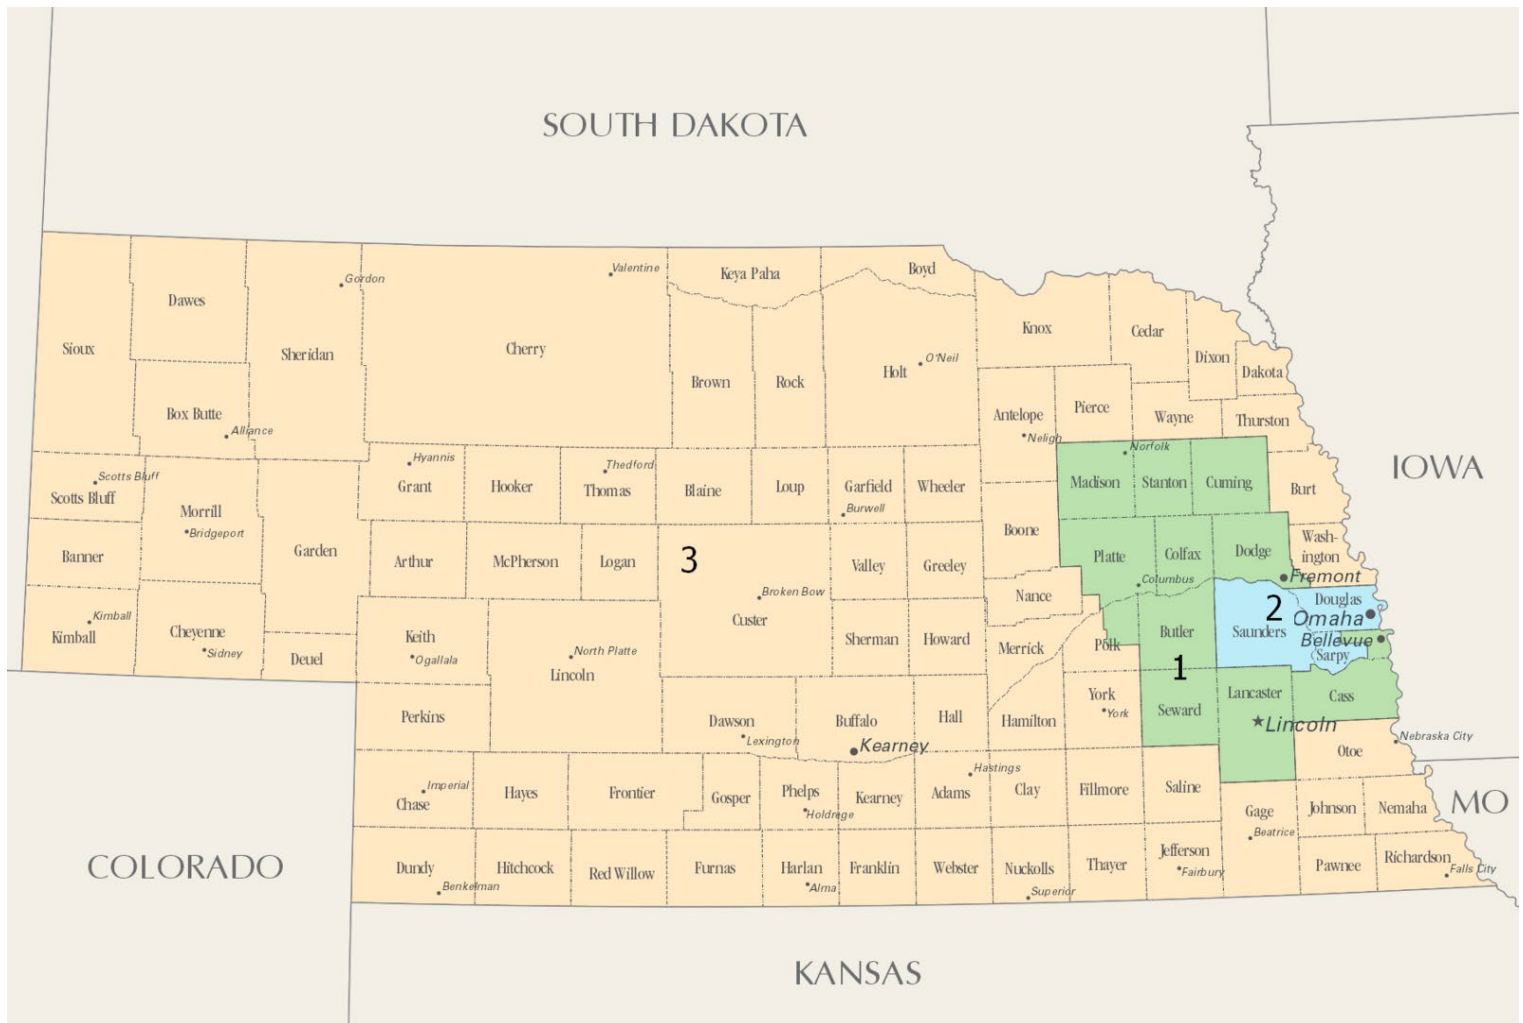 SOUTH DAKOTA
Valentine
Keya Paha
Boyd
Gordon
Dawes
Knox
Cedar
Sioux
Sheridan
Cherry
O'Neil
Dixon
Holt
Dakota
Brown
Rock
Box Butte
Alliance
Antelope
Pierce
Wayne
Thurston
Neligh
Norfolk
Hyannis
Thedford
IOWA
Scotts Bluff
Scotts Bluff
Grant
Hooker
Thomas
Blaine
Loup
Garfield
Wheeler
Madison
Stanton
Cuming
Burt
Morrill
Burwell
Bridgeport
Boone
Wash-
ington
Banner
Garden
Arthur
McPherson
Logan
3
Valley
Greeley
Platte
Colfax
Dodge
Columbus
Fremont
Broken Bow
Nance
2
Douglas
Kimball
Kimball
Cheyenne
Sidney
Custer
Omaha
Keith
Sherman
Howard
Butler
Saunders
Bellevue
Deuel
Ogallala
North Platte
Merrick
Polk
Sarpy
Lincoln
1
Perkins
Dawson
Lexington
Buffalo
Hall
Hamilton
York
York
Seward
Lancaster
Cass
Lincoln
Kearney
Nebraska City
Otoe
Hastings
Imperial
Chase
Hayes
Frontier
Gosper
Phelps
Holdrege
Kearney
Adams
Clay
Fillmore
Saline
Gage
Beatrice
Johnson
Nemaha
MO
COLORADO
Dundy
Benkelman
Hitchcock
Red Willow
Furnas
Harlan
Alma
Franklin
Webster
Nuckolls
Superior
Thayer
Jefferson
Fairbury
Pawnee
Richardson
Falls City
KANSAS